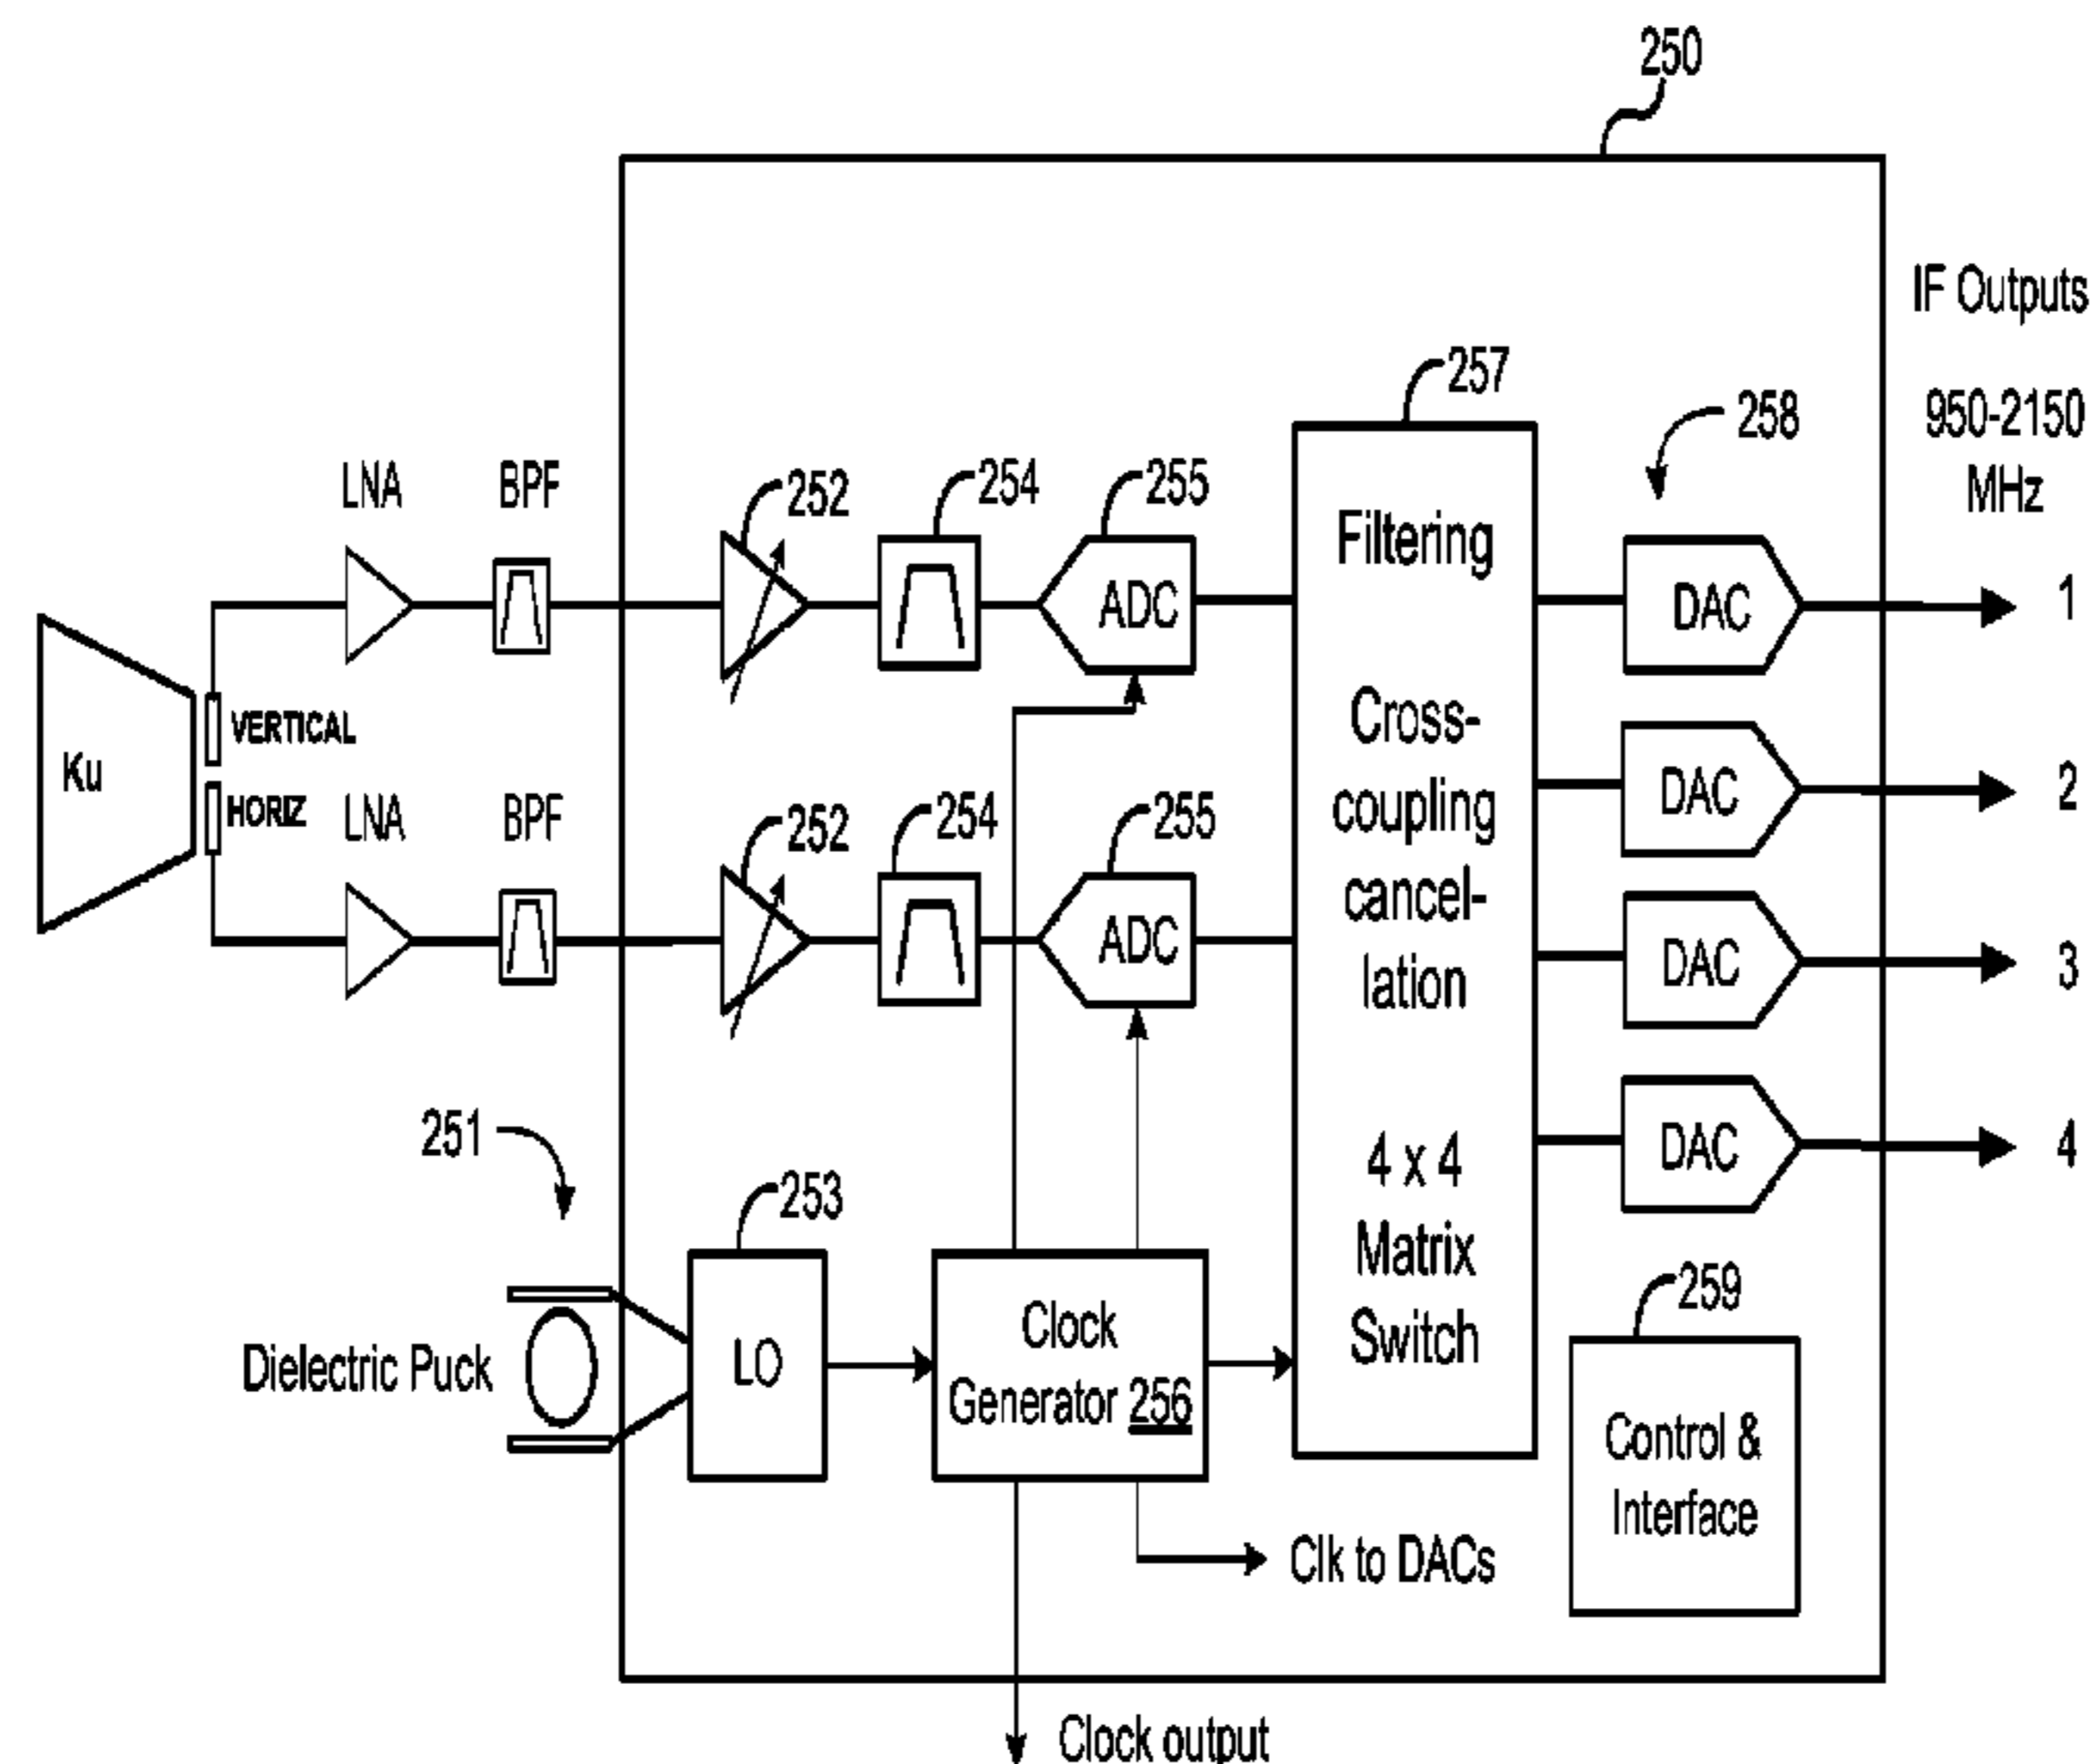 250
IF Outputs
950-2150
MHz
257
258
LNA
BPF
252
254
255
Filtering
ADC
DAC
1
VERTICAL
Ku
HORIZ
Cross-
coupling
cancel-
lation
DAC
2
LNA
BPF
252
254
255
ADC
DAC
3
251
253
4 x 4
Matrix
Switch
DAC
4
259
Dielectric Puck
LO
Clock
Generator 256
Control &
Interface
Clk to DACs
Clock output